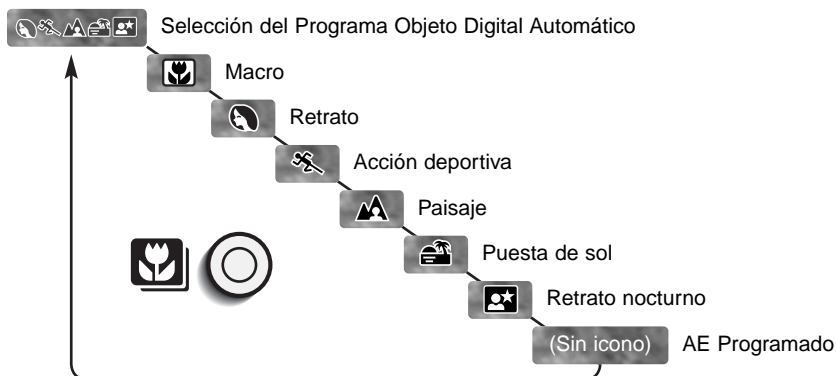 Selección del Programa Objeto Digital Automático
Macro
Retrato
Acción deportiva
Paisaje
Puesta de sol
Retrato nocturno
(Sin icono) AE Programado